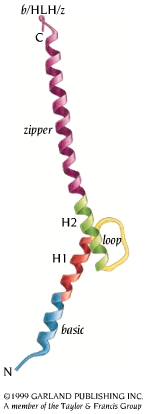 b/HLH/z
C
zipper
H2
loop
H1
basic
N
©1999 GARLAND PUBLISHING INC.
A member of the Taylor & Francis Group